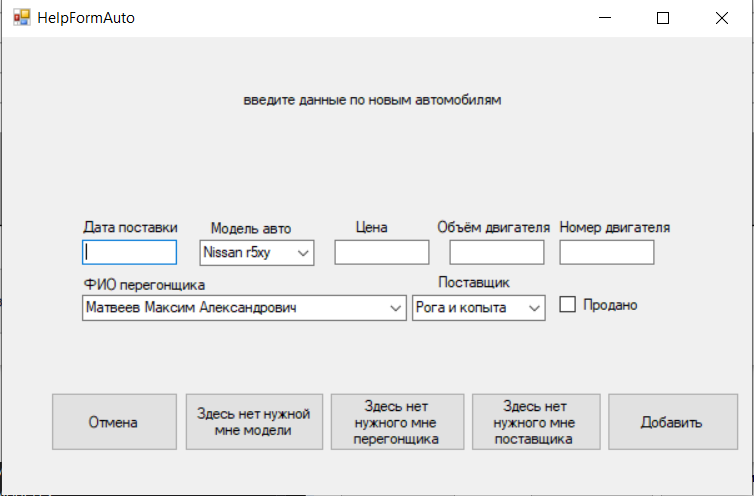 HelpFormAuto
введите данные по новым автомобилям
Дата поставки Модель авто Цена Объём двигателя Номер двигателя
Nissan r5xy
ФИО перегонщика Поставщик
Матвеев Максим Александрович Рога и копыта Продано
Отмена
Здесь нет нужной
мне модели
Здесь нет
нужного мне
перегонщика
Здесь нет
нужного мне
поставщика
Добавить